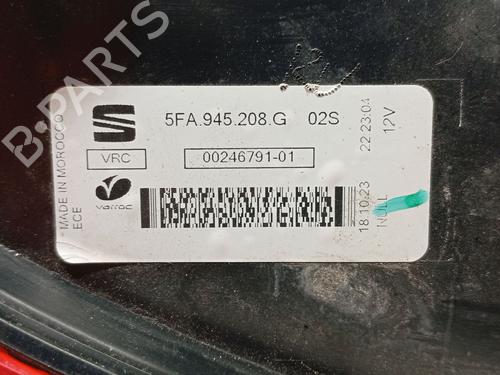 B-PARTS
MADE IN MOROCCO
ECE
5FA.945.208.G 02S
VRC
00246791-01
varroc
18.10.23
22:23:04
NULL
12V